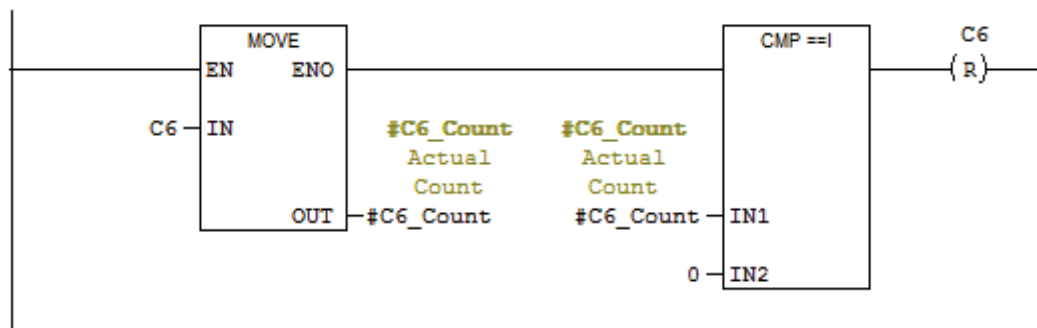 MOVE
EN ENO
C6 IN
#C6_Count
Actual
Count
OUT #C6_Count
CMP ==I
#C6_Count
Actual
Count
#C6_Count IN1
0 IN2
C6
( R )